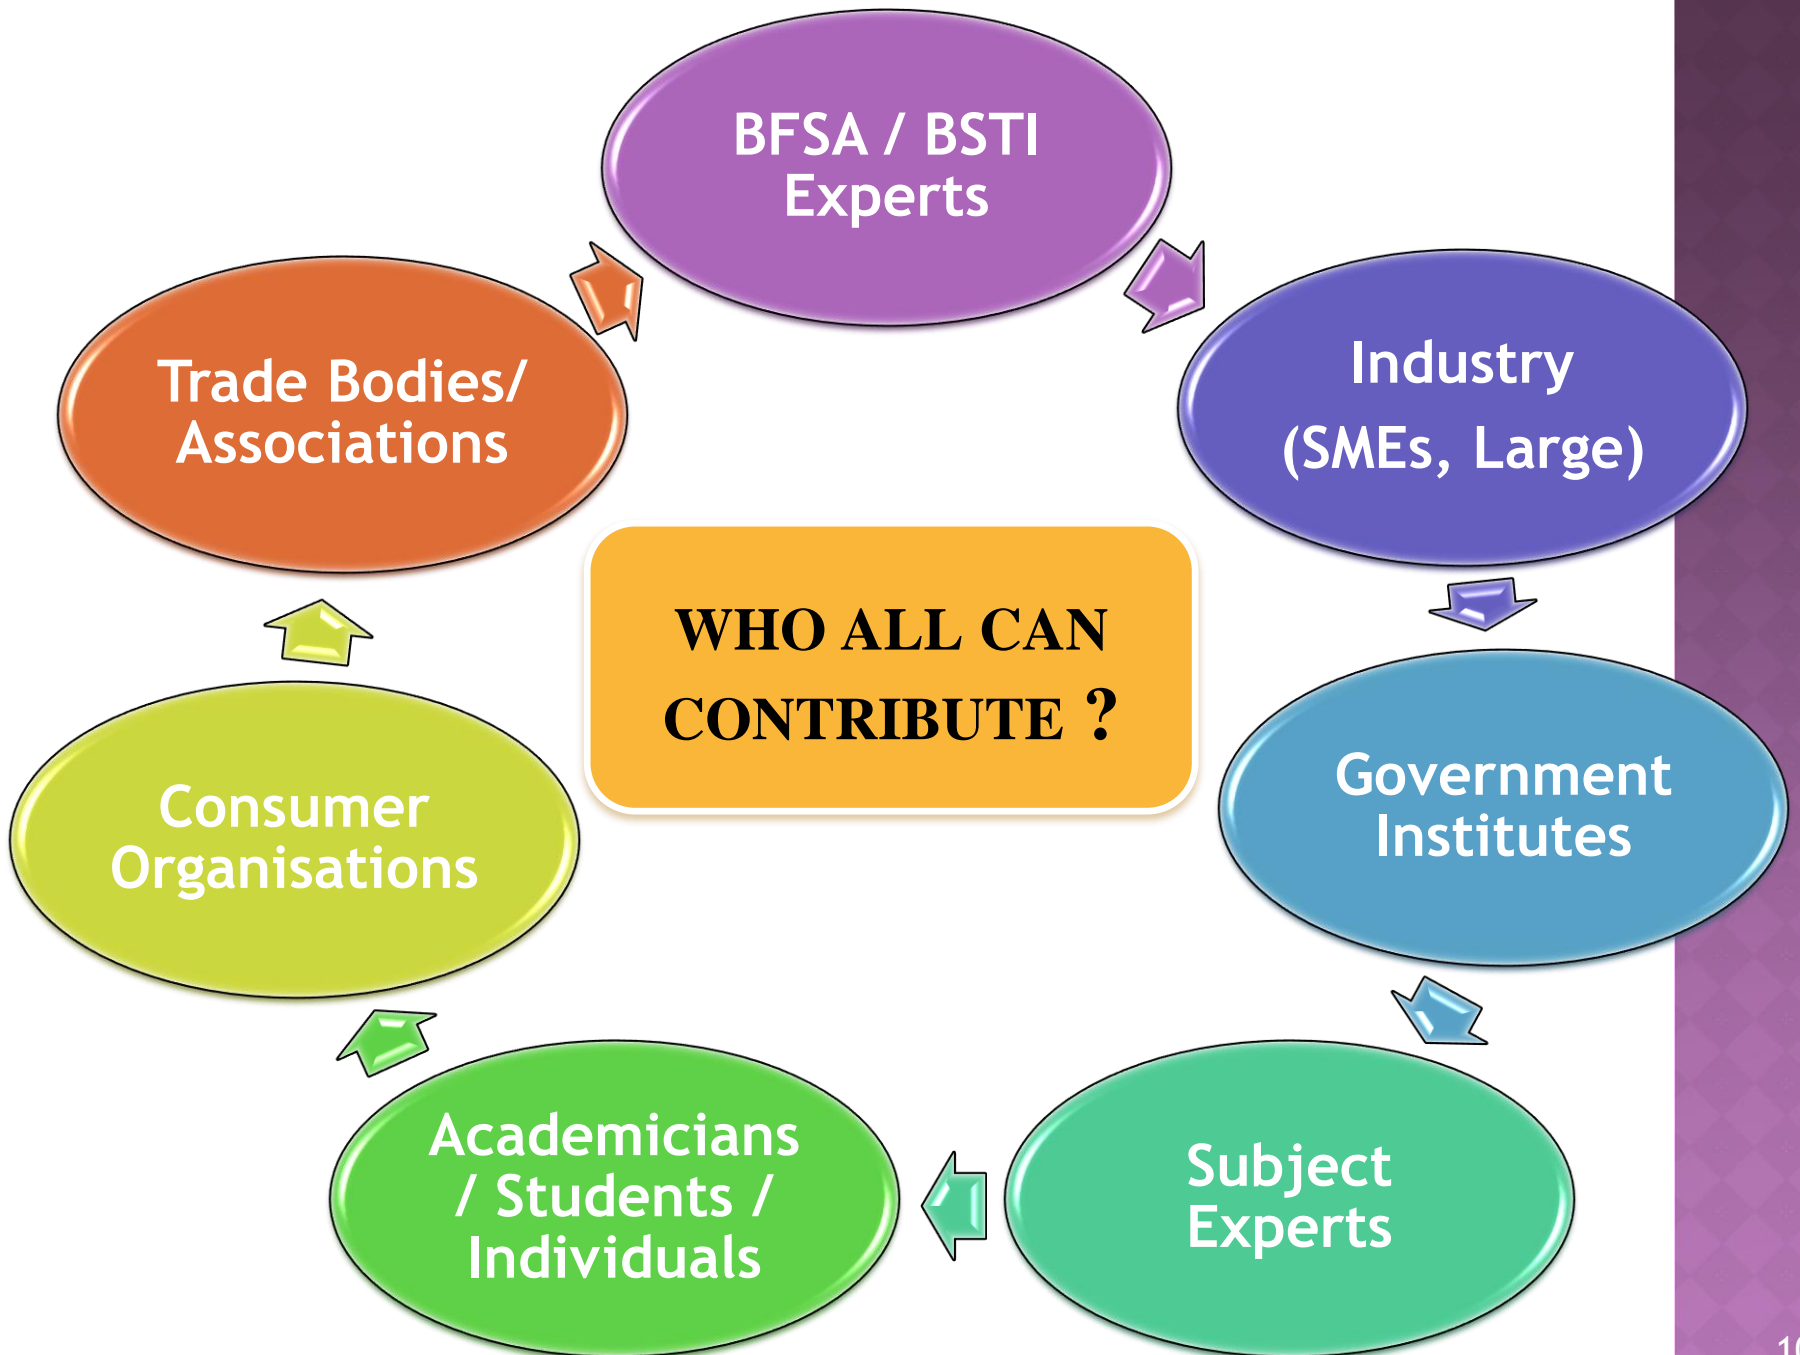 BFSA / BSTI
Experts
Industry
(SMEs, Large)
Government
Institutes
Subject
Experts
Academicians
/ Students /
Individuals
Consumer
Organisations
Trade Bodies/
Associations
WHO ALL CAN
CONTRIBUTE ?